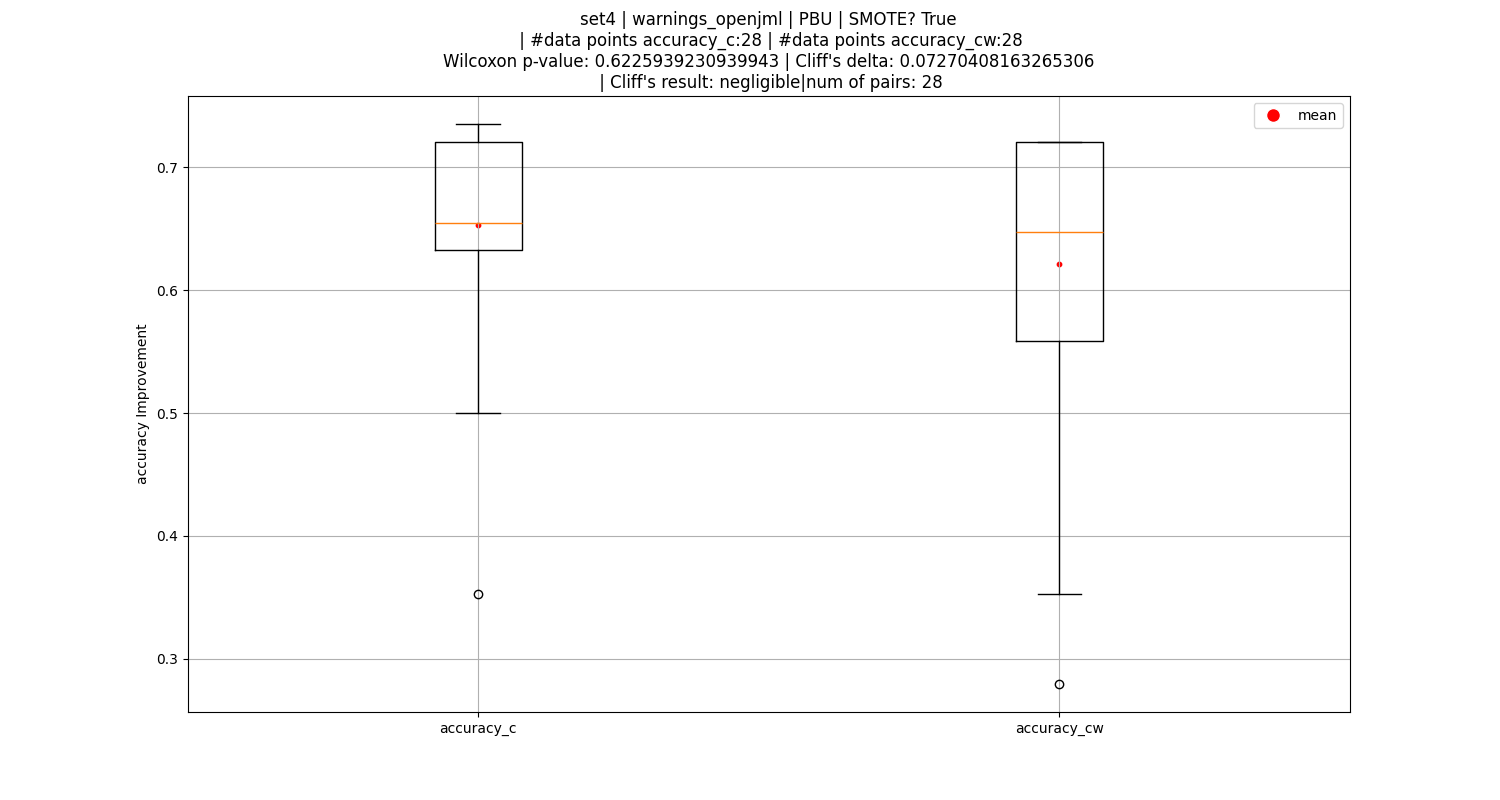 set4 | warnings_openjml | PBU | SMOTE? True
| #data points accuracy_c:28 | #data points accuracy_cw:28
Wilcoxon p-value: 0.6225939230939943 | Cliff's delta: 0.07270408163265306
| Cliff's result: negligible|num of pairs: 28
mean
0.7
0.6
0.5
0.4
0.3
accuracy Improvement
accuracy_c
accuracy_cw